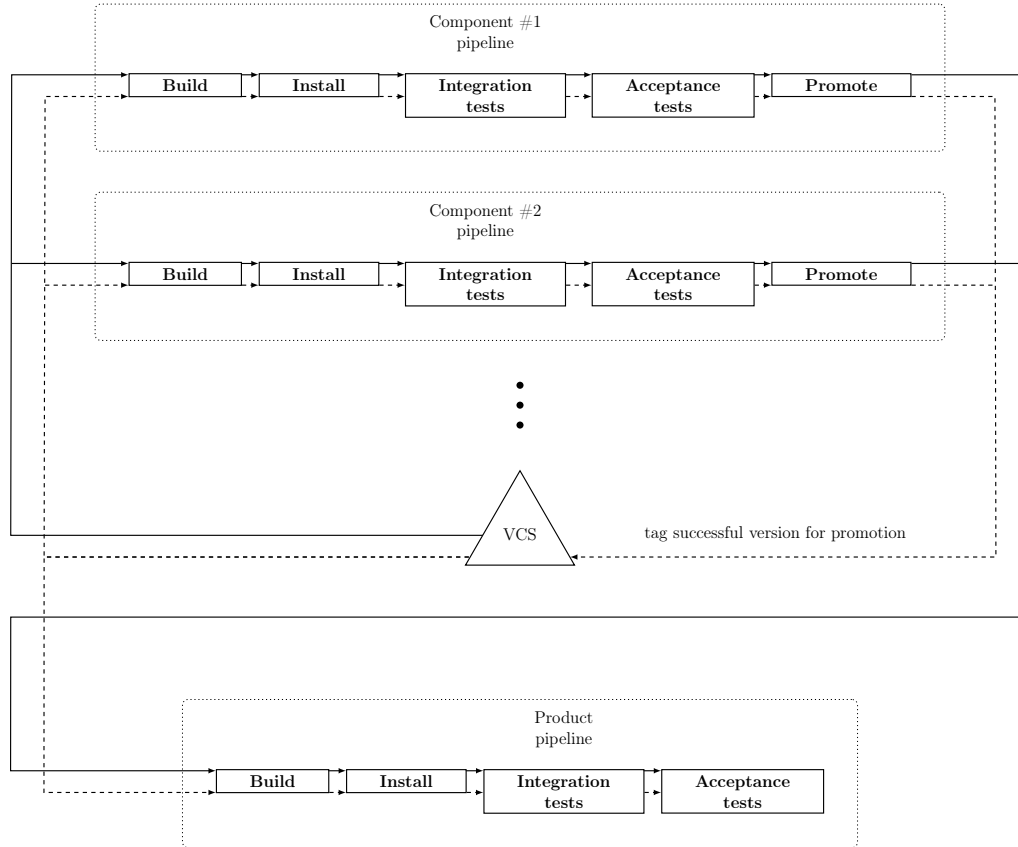 Component #1
pipeline
Build
Install
Integration
tests
Acceptance
tests
Promote
Component #2
pipeline
Build
Install
Integration
tests
Acceptance
tests
Promote
VCS
tag successful version for promotion
Product
pipeline
Build
Install
Integration
tests
Acceptance
tests